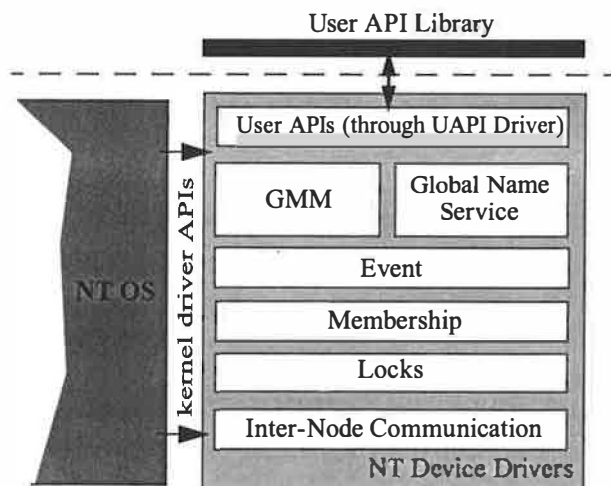 User API Library
User APIs (through UAPI Driver)
GMM
Global Name
Service
kernel driver APIs
NT OS
Event
Membership
Locks
Inter-Node Communication
NT Device Drivers